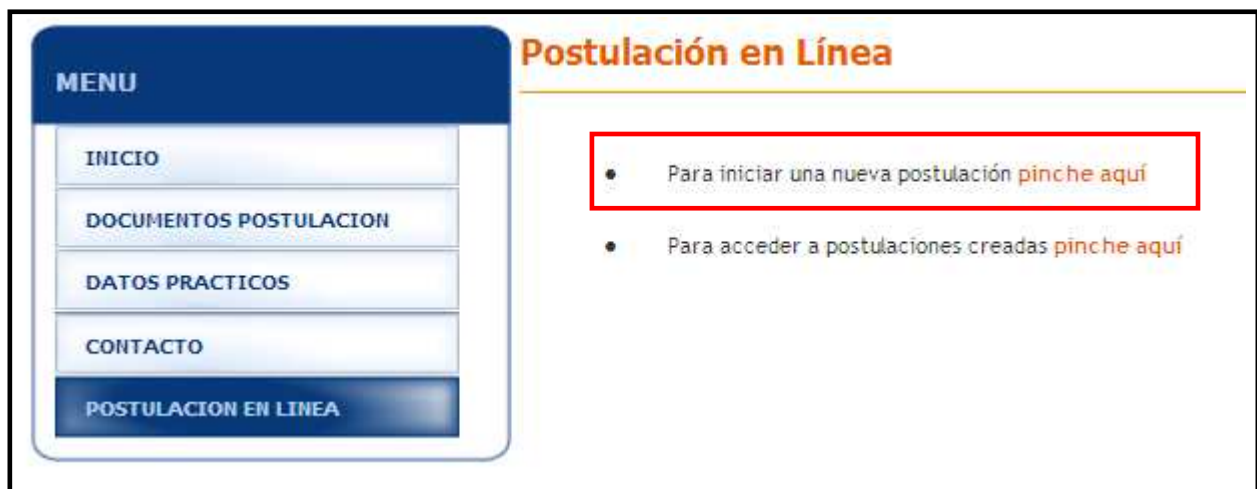 MENU
INICIO
DOCUMENTOS POSTULACION
DATOS PRACTICOS
CONTACTO
POSTULACION EN LINEA
Postulación en Línea
Para iniciar una nueva postulación pinche aquí
Para acceder a postulaciones creadas pinche aquí